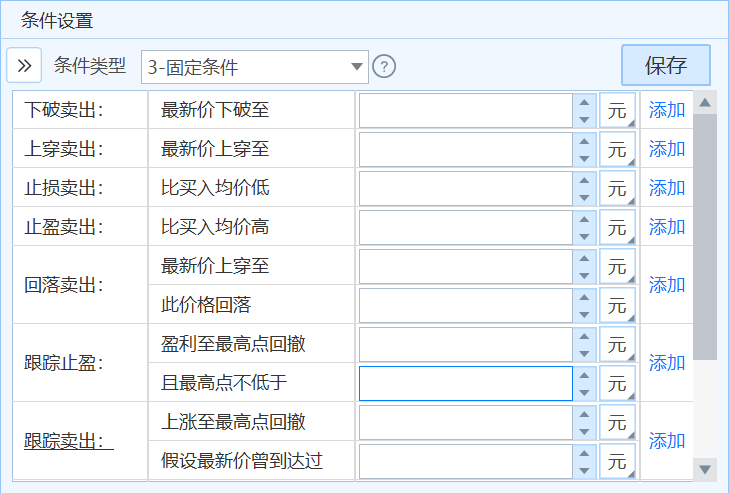 条件设置
条件类型 3-固定条件 ? 保存
下破卖出： 最新价下破至 元 添加
上穿卖出： 最新价上穿至 元 添加
止损卖出： 比买入均价低 元 添加
止盈卖出： 比买入均价高 元 添加
回落卖出： 最新价上穿至 元 添加
此价格回落 元
跟踪止盈： 盈利至最高点回撤 元 添加
且最高点不低于 元
跟踪卖出： 上涨至最高点回撤 元 添加
假设最新价曾到达过 元